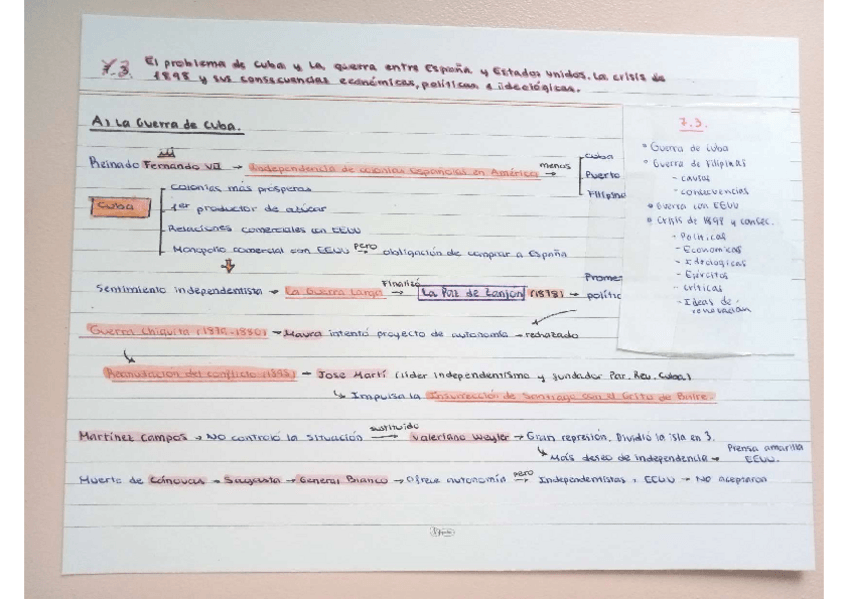 7.3. El problema de Cuba y la guerra entre España y Estados Unidos. La crisis de
1898 y sus consecuencias económicas, políticas e ideológicas.
A) La Guerra de Cuba.
Reinado Fernando VII → Independencia de colonias Españolas en América menos →
Cuba
Puerto
Filipina
Cuba
Colonias más prósperas
1er productor de azúcar
Relaciones comerciales con EEUU
Monopolio comercial con EEUU pero → obligación de comprar a España
Sentimiento independentista → La Guerra Larga Finalizó → La Paz de Zanjón (1878) →
Promes
polític
Guerra Chiquita (1879-1880) → Maura intentó proyecto de autonomía → rechazado
Reanudación del conflicto (1895) → José Martí (líder independentismo y fundador Par. Rev. Cuba)
↳ Impulsa la Insurrección de Santiago con el Grito de Baire.
Martínez Campos → NO controló la situación sustituido → Valeriano Weyler → Gran represión. Dividió la isla en 3.
↳ Más deseo de independencia → Prensa amarilla
EEUU.
Muerte de Cánovas → Sagasta → General Blanco → Ofrece autonomía pero → Independentistas y EEUU → NO aceptaron
7.3.
• Guerra de Cuba
• Guerra de Filipinas
- causas
- consecuencias
• Guerra con EEUU
• Crisis de 1898 y consec.
- Políticas
- Económicas
- Ideológicas
- Ejércitos
- Críticas
- Ideas de
renovación